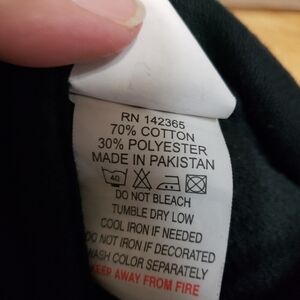 RN 142365
70% COTTON
30% POLYESTER
MADE IN PAKISTAN
40
DO NOT BLEACH
TUMBLE DRY LOW
COOL IRON IF NEEDED
DO NOT IRON IF DECORATED
WASH COLOR SEPARATELY
KEEP AWAY FROM FIRE